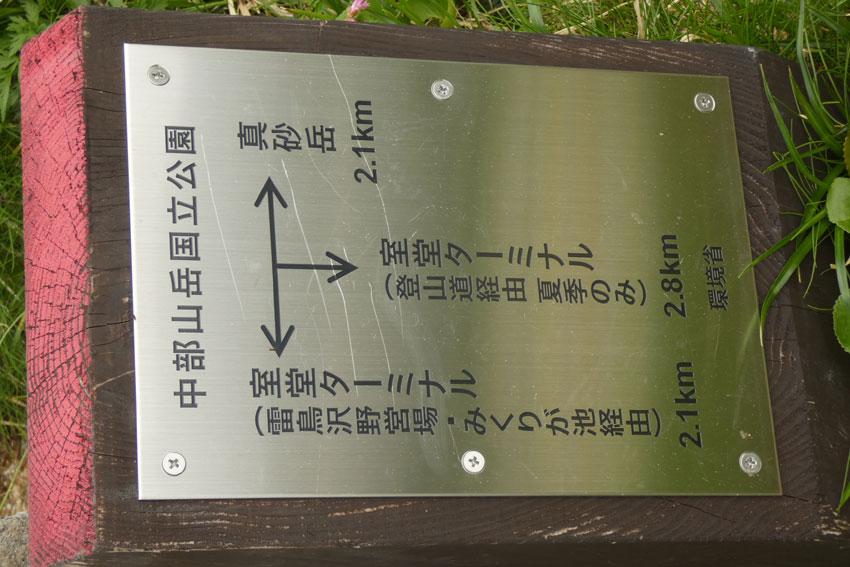 中部山岳国立公園
真砂岳
2.1km
室堂ターミナル
(登山道経由 夏季のみ)
2.8km
室堂ターミナル
(雷鳥沢野営場・みくりが池経由)
2.1km
環境省